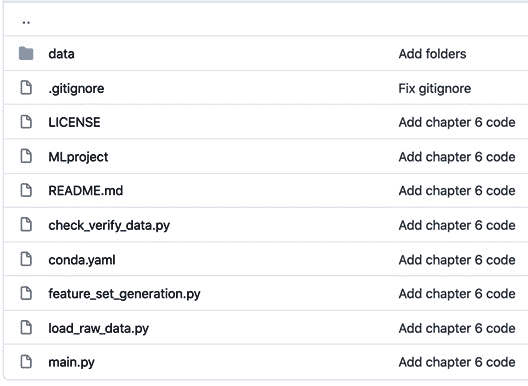 ..
data Add folders
.gitignore Fix gitignore
LICENSE Add chapter 6 code
MLproject Add chapter 6 code
README.md Add chapter 6 code
check_verify_data.py Add chapter 6 code
conda.yaml Add chapter 6 code
feature_set_generation.py Add chapter 6 code
load_raw_data.py Add chapter 6 code
main.py Add chapter 6 code